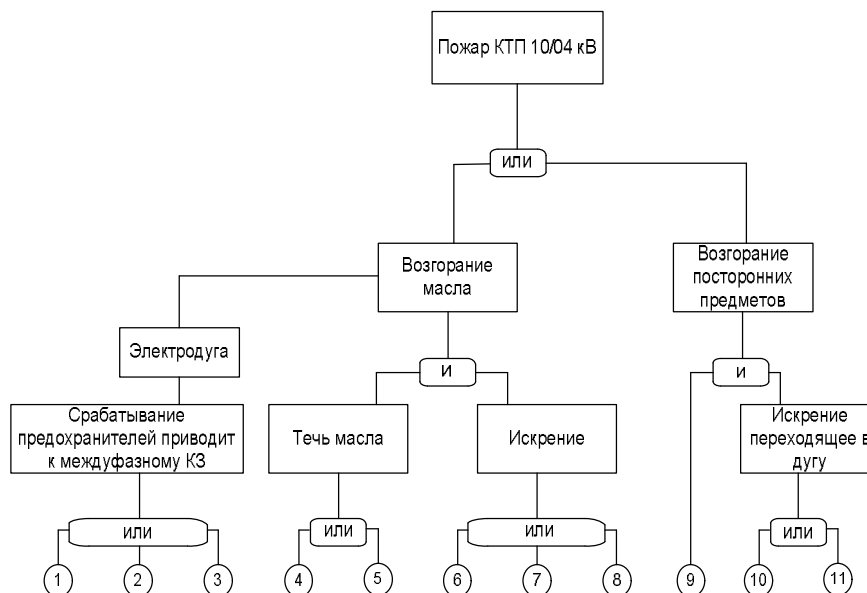 Пожар КТП 10/04 кВ
или
Возгорание
масла
Возгорание
посторонних
предметов
Электродуга
и
и
Срабатывание
предохранителей приводит
к междуфазному КЗ
Течь масла
Искрение
Искрение
переходящее в
дугу
или
или
или
или
1
2
3
4
5
6
7
8
9
10
11